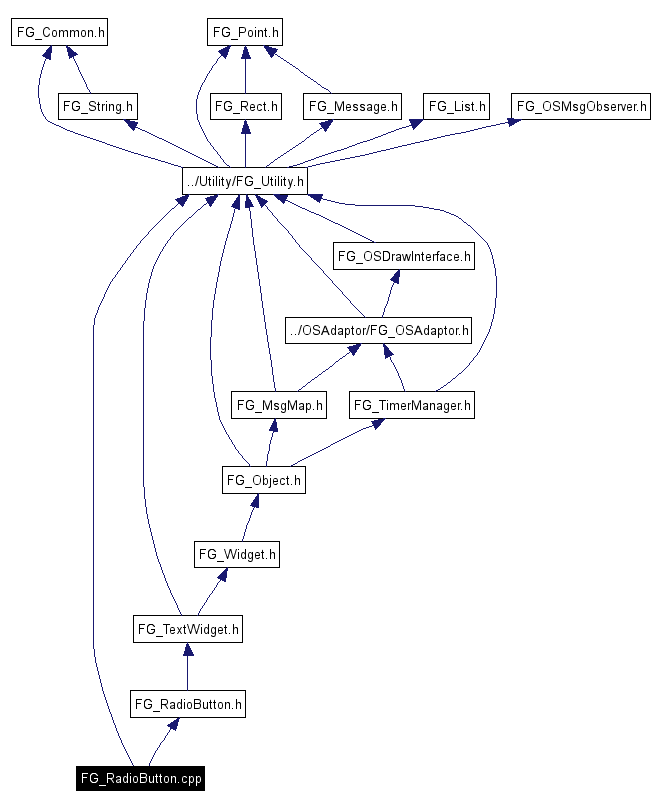 FG_Common.h
FG_Point.h
FG_String.h
FG_Rect.h
FG_Message.h
FG_List.h
FG_OSMsgObserver.h
../Utility/FG_Utility.h
FG_OSDrawInterface.h
../OSAdaptor/FG_OSAdaptor.h
FG_MsgMap.h
FG_TimerManager.h
FG_Object.h
FG_Widget.h
FG_TextWidget.h
FG_RadioButton.h
FG_RadioButton.cpp